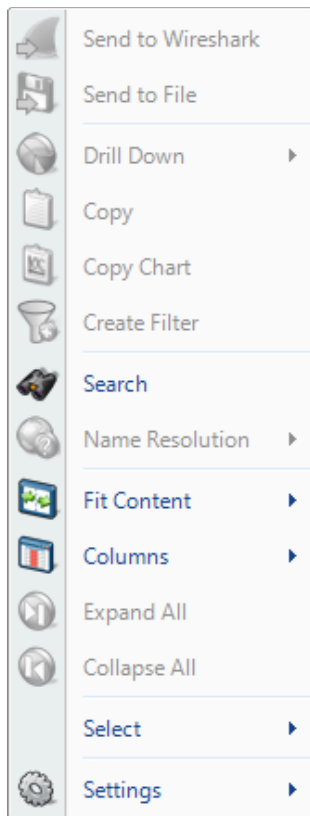 Send to Wireshark
Send to File
Drill Down
Copy
Copy Chart
Create Filter
Search
Name Resolution
Fit Content
Columns
Expand All
Collapse All
Select
Settings